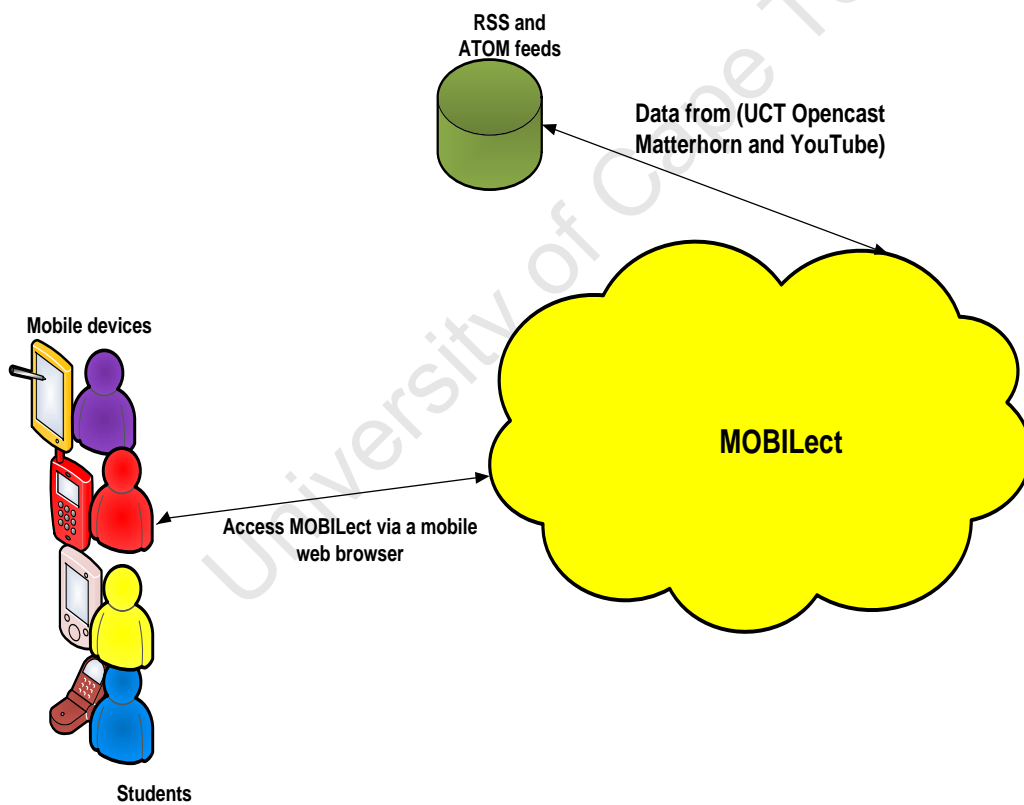 RSS and
ATOM feeds
Data from (UCT Opencast
Matterhorn and YouTube)
Mobile devices
MOBILect
Access MOBILect via a mobile
web browser
Students
University of Cape To